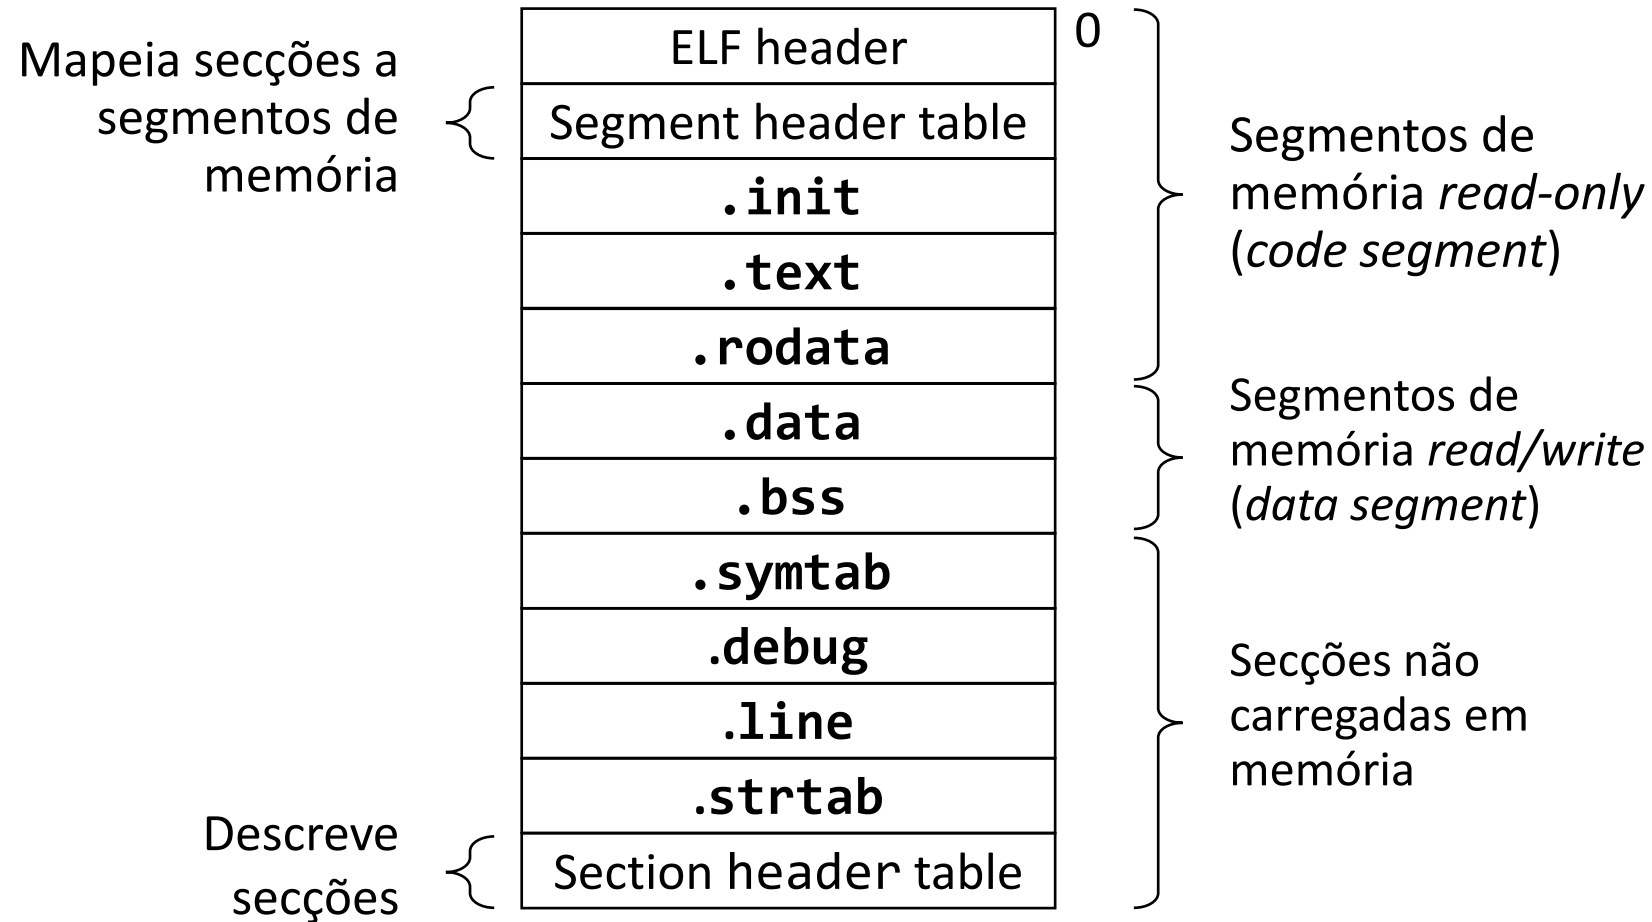 Mapeia secções a
segmentos de
memória
ELF header
0
Segment header table
.init
.text
.rodata
.data
.bss
.symtab
.debug
.line
.strtab
Section header table
Segmentos de
memória read-only
(code segment)
Segmentos de
memória read/write
(data segment)
Secções não
carregadas em
memória
Descreve
secções